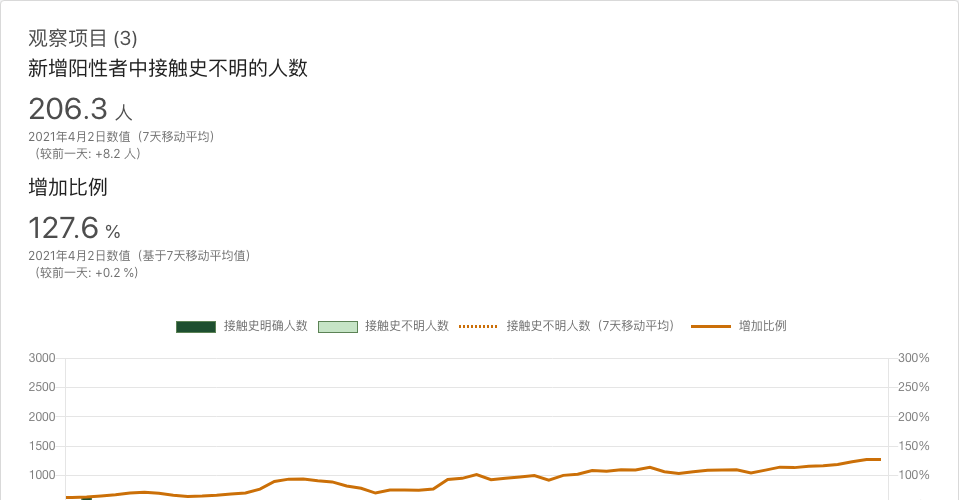 观察项目 (3)
新增阳性者中接触史不明的人数
206.3 人
2021年4月2日数值（7天移动平均）
（较前一天: +8.2 人）
增加比例
127.6 %
2021年4月2日数值（基于7天移动平均值）
（较前一天: +0.2 %）
接触史明确人数 接触史不明人数 接触史不明人数（7天移动平均） 增加比例
3000 300%
2500 250%
2000 200%
1500 150%
1000 100%